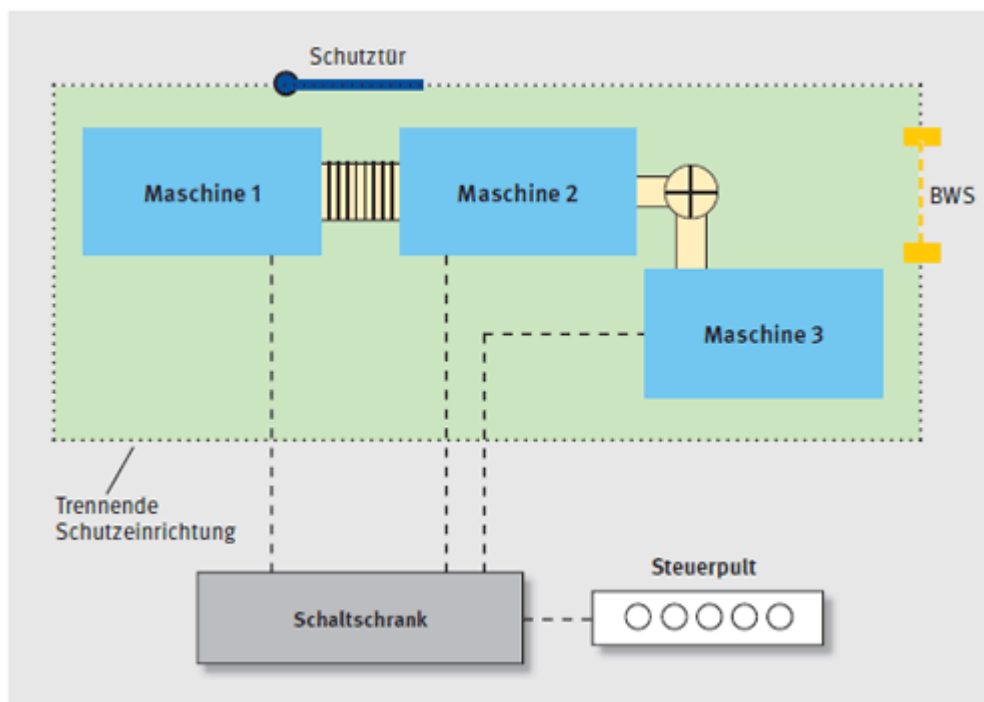 Schutztür
Maschine 1
Maschine 2
BWS
Maschine 3
Trennende
Schutzeinrichtung
Steuerpult
Schaltschrank